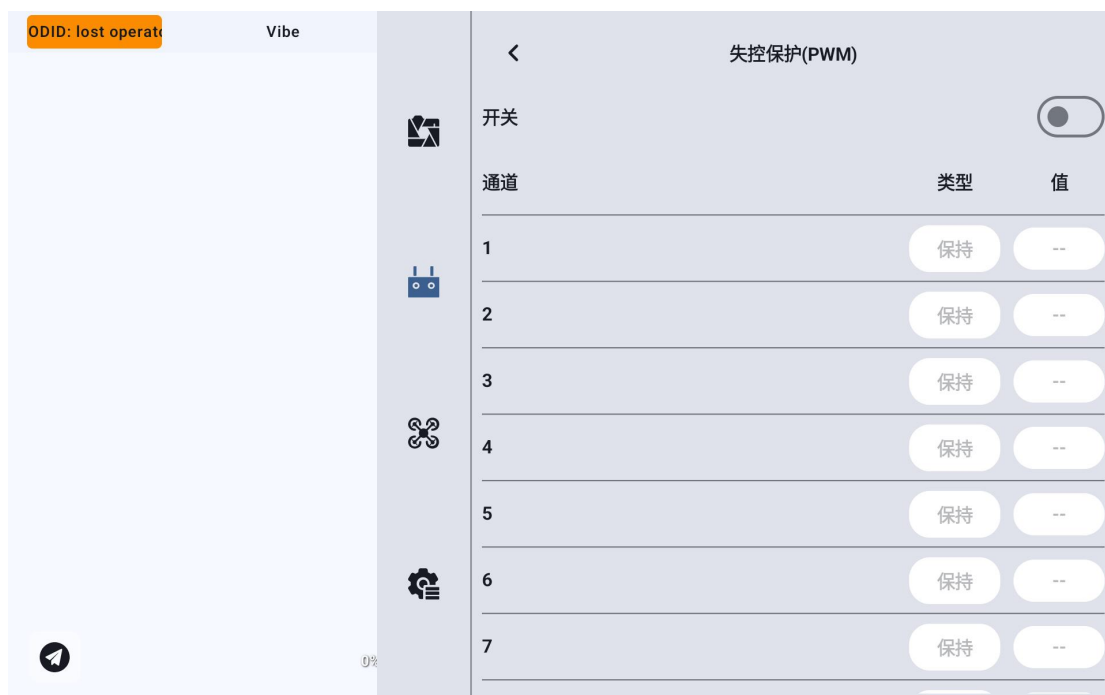 ODID: lost operato
Vibe
失控保护(PWM)
开关
通道 类型 值
1 保持 --
2 保持 --
3 保持 --
4 保持 --
5 保持 --
6 保持 --
7 保持 --
0%